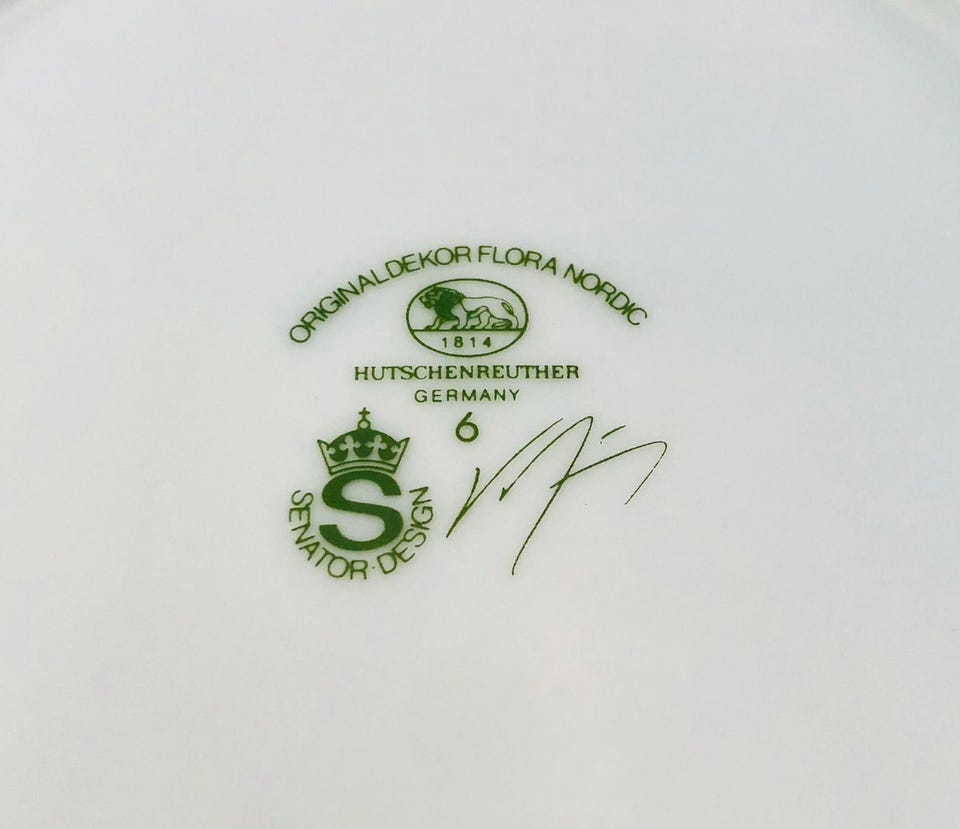 ORIGINALDEKOR FLORA NORDIC
1814
HUTSCHENREUTHER
GERMANY
6
S
SENATOR·DESIGN